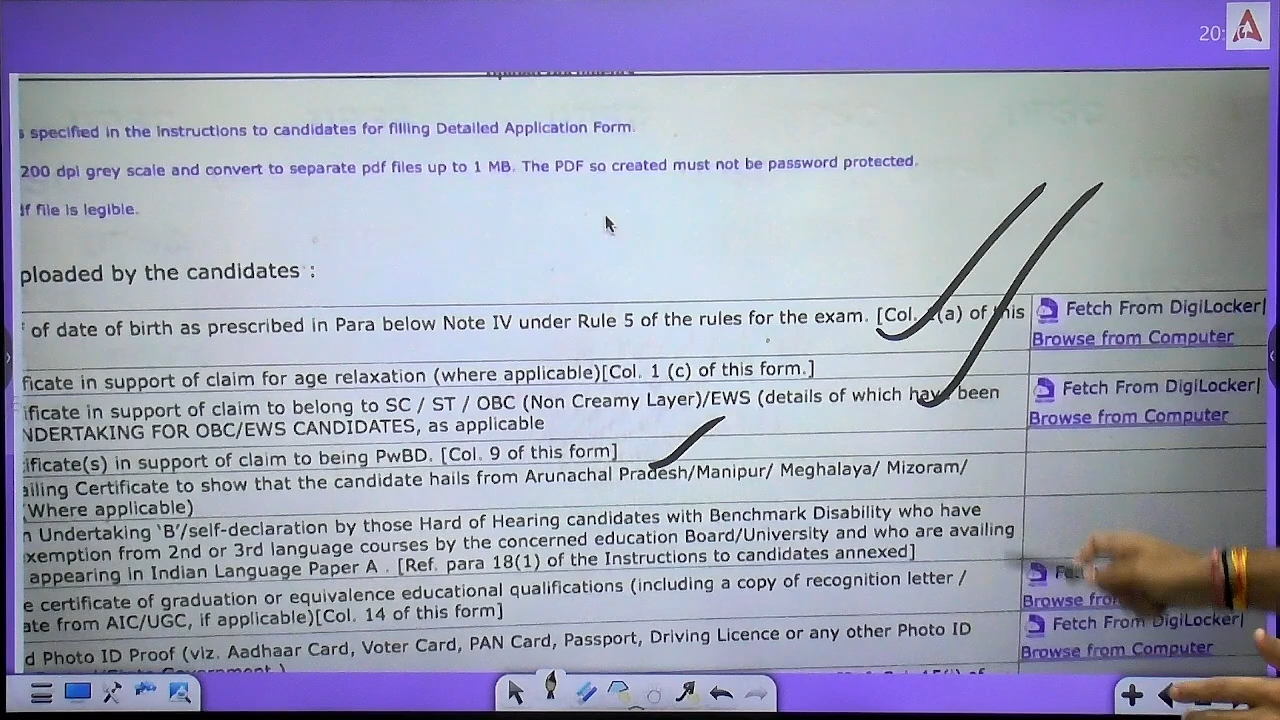 20:
s specified in the Instructions to candidates for filling Detailed Application Form.
200 dpi grey scale and convert to separate pdf files up to 1 MB. The PDF so created must not be password protected.
df file is legible.
ploaded by the candidates :
of date of birth as prescribed in Para below Note IV under Rule 5 of the rules for the exam. [Col. (a) of this
Fetch From DigiLocker|
Browse from Computer
ficate in support of claim for age relaxation (where applicable)[Col. 1 (c) of this form.]
ificate in support of claim to belong to SC / ST / OBC (Non Creamy Layer)/EWS (details of which have been
NDERTAKING FOR OBC/EWS CANDIDATES, as applicable
Fetch From DigiLocker|
Browse from Computer
ificate(s) in support of claim to being PwBD. [Col. 9 of this form]
ailing Certificate to show that the candidate hails from Arunachal Pradesh/Manipur/ Meghalaya/ Mizoram/
(Where applicable)
n Undertaking 'B'/self-declaration by those Hard of Hearing candidates with Benchmark Disability who have
xemption from 2nd or 3rd language courses by the concerned education Board/University and who are availing
appearing in Indian Language Paper A . [Ref. para 18(1) of the Instructions to candidates annexed]
e certificate of graduation or equivalence educational qualifications (including a copy of recognition letter /
ate from AIC/UGC, if applicable)[Col. 14 of this form]
Browse from
d Photo ID Proof (viz. Aadhaar Card, Voter Card, PAN Card, Passport, Driving Licence or any other Photo ID
Fetch From DigiLocker|
Browse from Computer